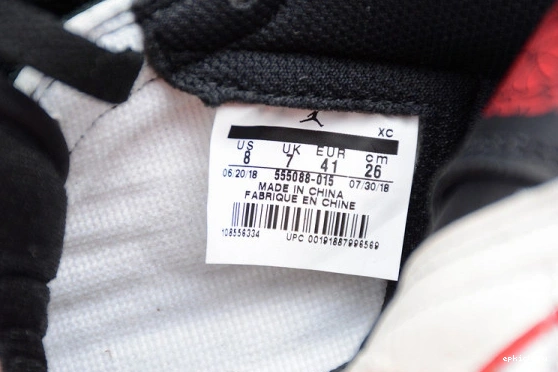 XC
US UK EUR cm
8 7 41 26
06/20/18 555088-015 07/30/18
MADE IN CHINA
FABRIQUE EN CHINE
108556334 UPC 00191887996569